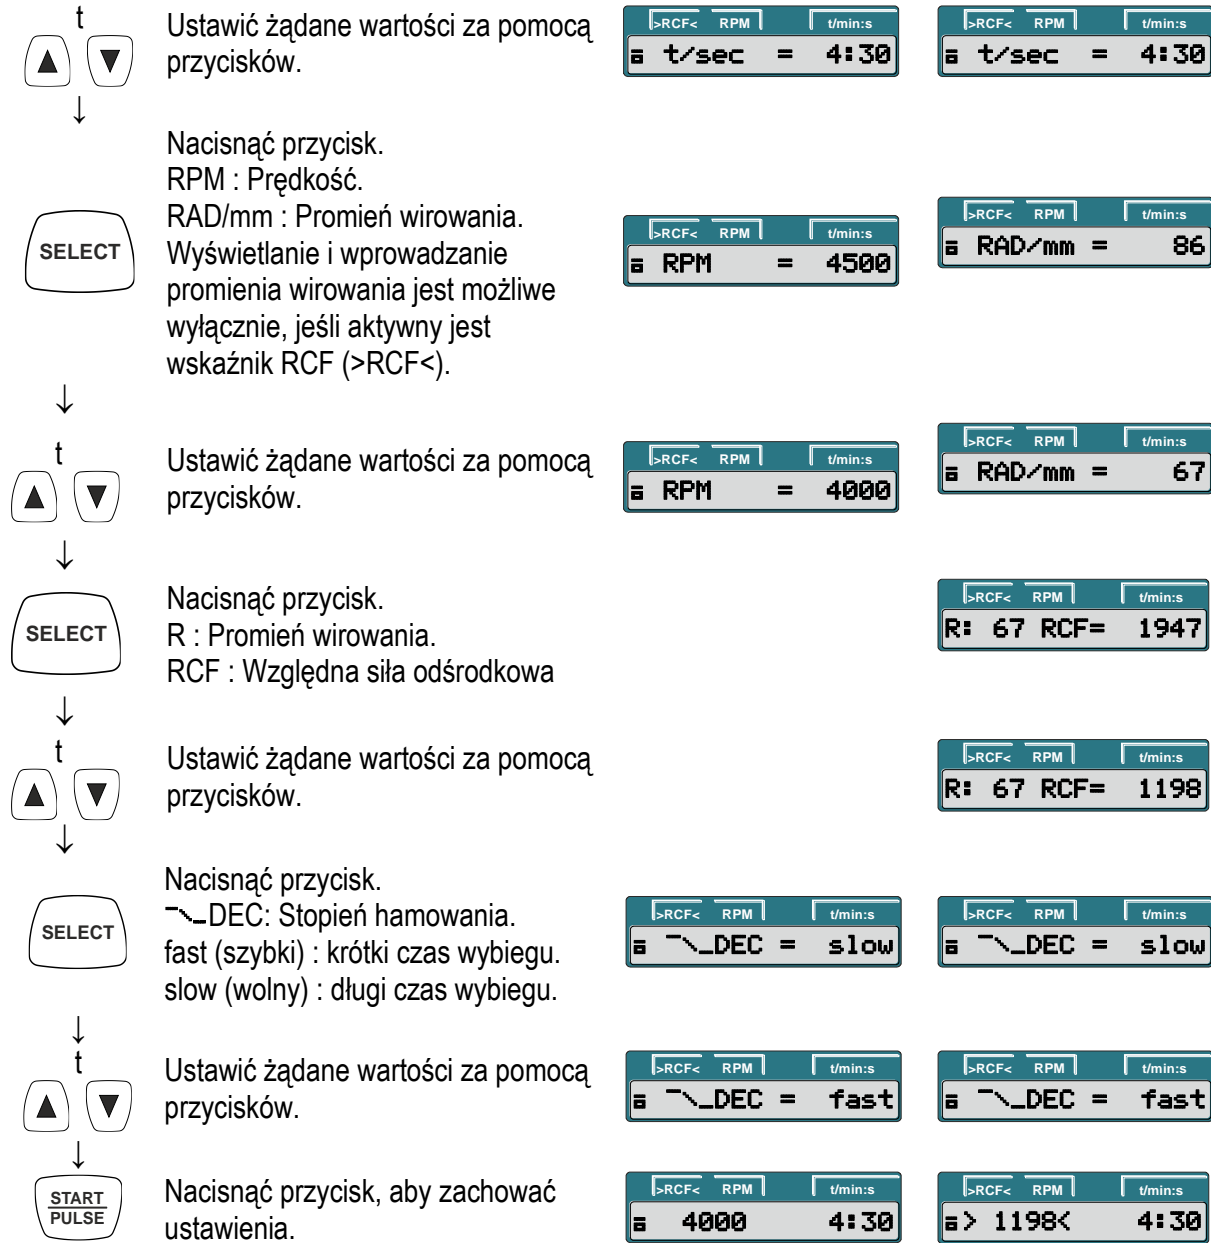 t
Ustawić żądane wartości za pomocą
przycisków.
>RCF< RPM t/min:s
t/sec = 4:30
>RCF< RPM t/min:s
t/sec = 4:30
↓
SELECT
Nacisnąć przycisk.
RPM : Prędkość.
RAD/mm : Promień wirowania.
Wyświetlanie i wprowadzanie
promienia wirowania jest możliwe
wyłącznie, jeśli aktywny jest
wskaźnik RCF (>RCF<).
>RCF< RPM t/min:s
RPM = 4500
>RCF< RPM t/min:s
RAD/mm = 86
↓
t
Ustawić żądane wartości za pomocą
przycisków.
>RCF< RPM t/min:s
RPM = 4000
>RCF< RPM t/min:s
RAD/mm = 67
↓
SELECT
Nacisnąć przycisk.
R : Promień wirowania.
RCF : Względna siła odśrodkowa
>RCF< RPM t/min:s
R: 67 RCF= 1947
↓
t
Ustawić żądane wartości za pomocą
przycisków.
>RCF< RPM t/min:s
R: 67 RCF= 1198
↓
SELECT
Nacisnąć przycisk.
DEC: Stopień hamowania.
fast (szybki) : krótki czas wybiegu.
slow (wolny) : długi czas wybiegu.
>RCF< RPM t/min:s
DEC = slow
>RCF< RPM t/min:s
DEC = slow
↓
t
Ustawić żądane wartości za pomocą
przycisków.
>RCF< RPM t/min:s
DEC = fast
>RCF< RPM t/min:s
DEC = fast
↓
START
PULSE
Nacisnąć przycisk, aby zachować
ustawienia.
>RCF< RPM t/min:s
4000 4:30
>RCF< RPM t/min:s
> 1198< 4:30